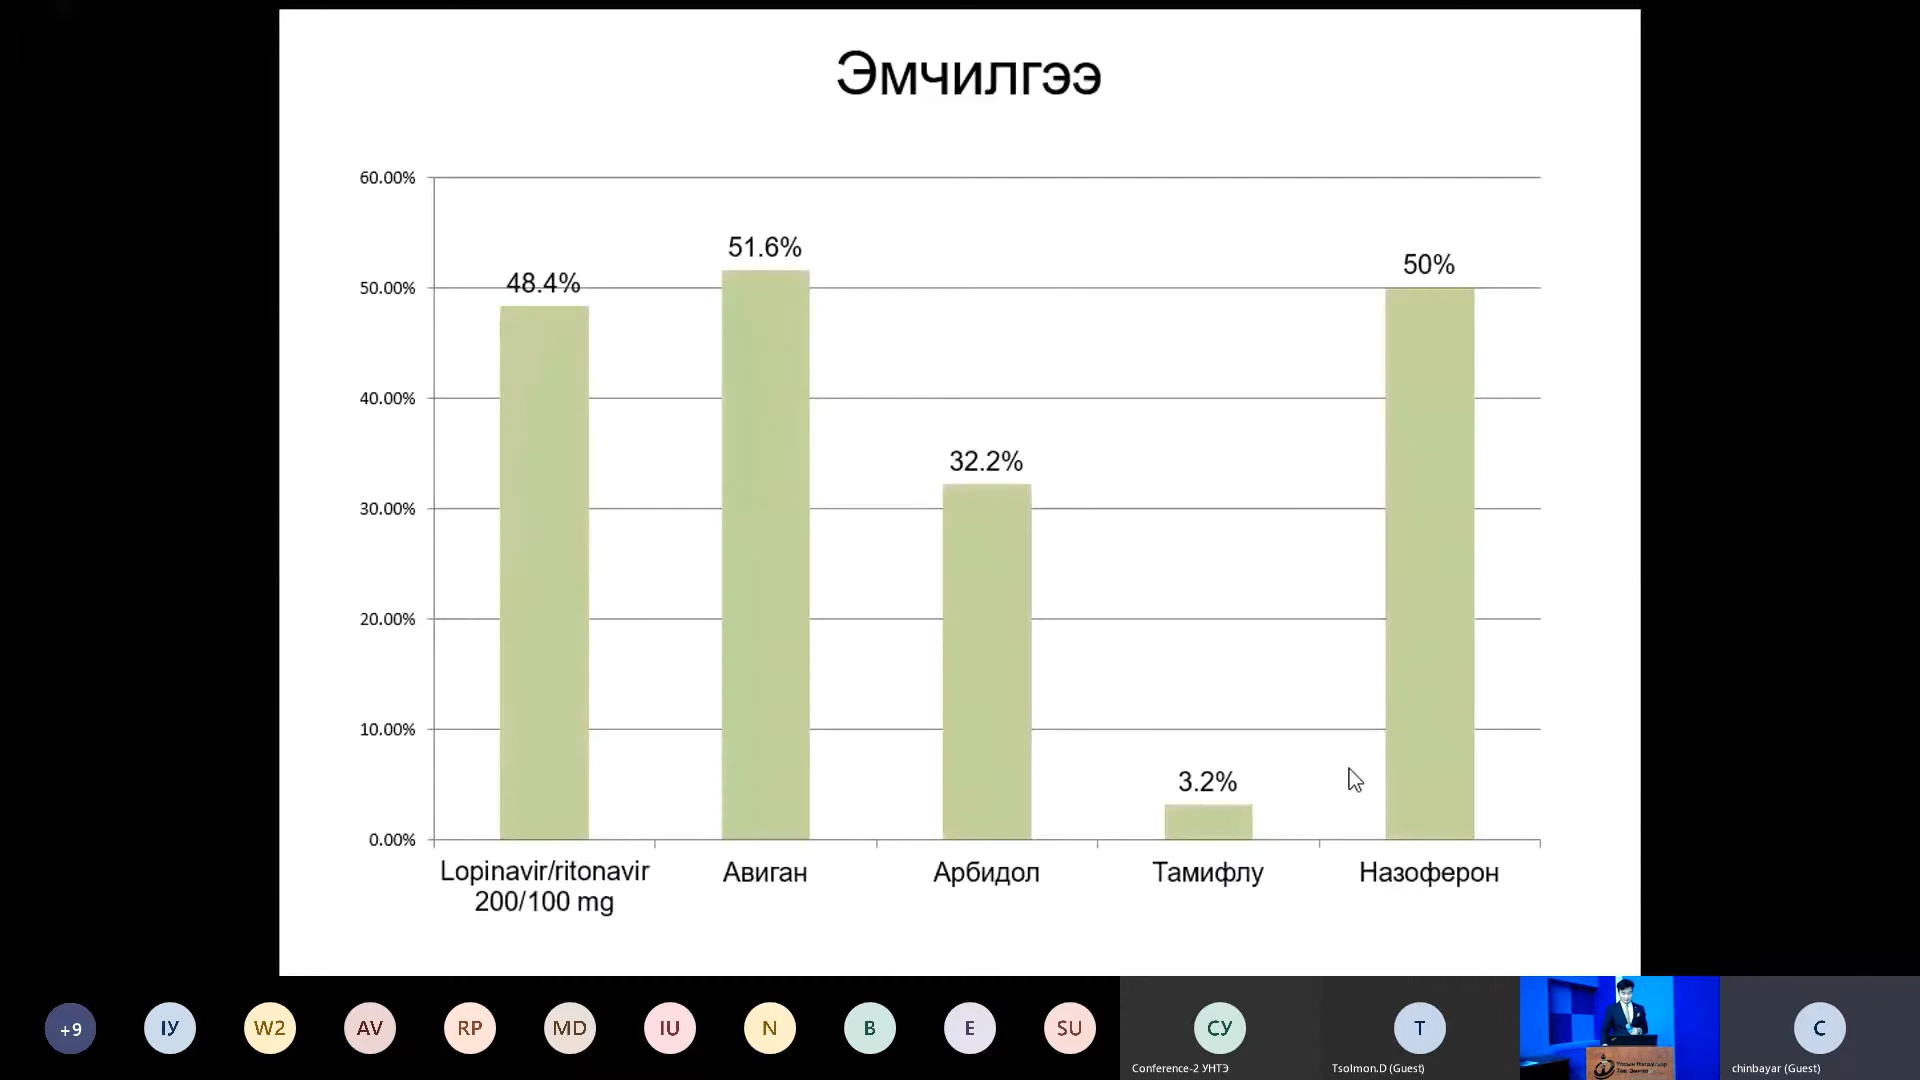 Эмчилгээ
60.00%
50.00%
40.00%
30.00%
20.00%
10.00%
0.00%
48.4%
51.6%
32.2%
3.2%
50%
Lopinavir/ritonavir
200/100 mg
Авиган
Арбидол
Тамифлу
Назоферон
+9
ІУ
W2
AV
RP
MD
IU
N
B
E
SU
СУ
T
C
Conference-2 УНТЭ
Tsolmon.D (Guest)
chinbayar (Guest)